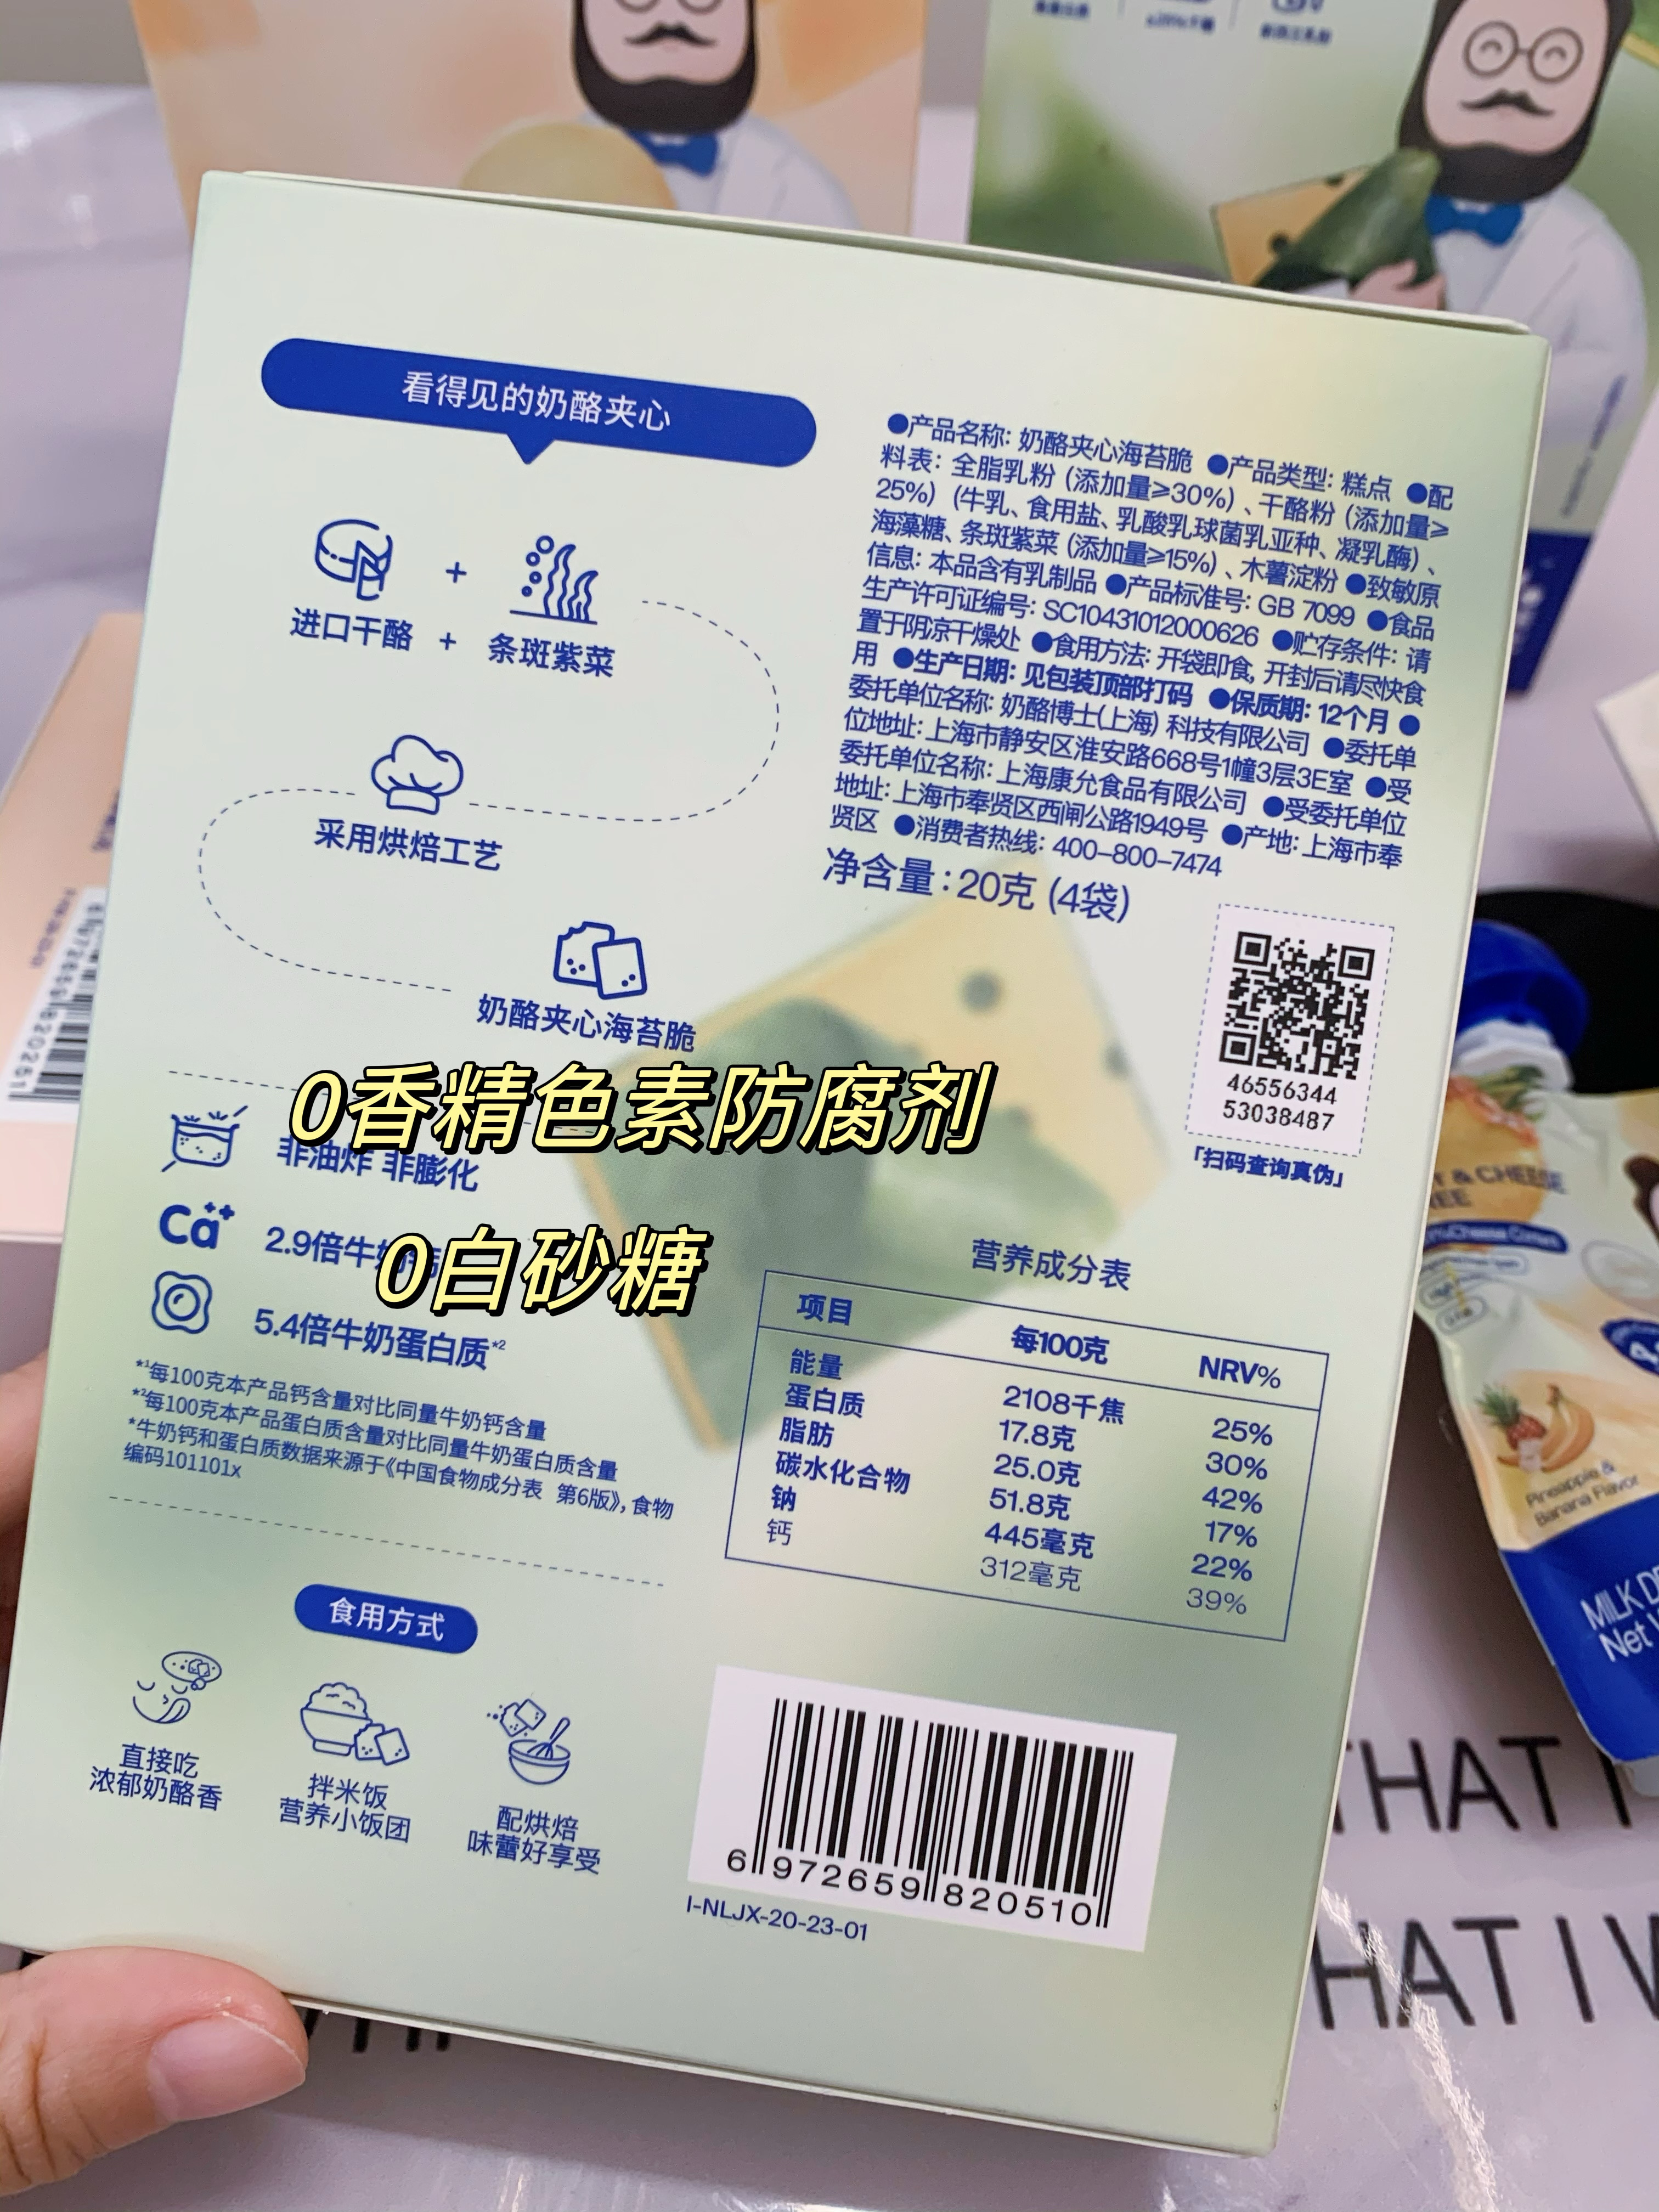 看得见的奶酪夹心
进口干酪 + 条斑紫菜
采用烘焙工艺
奶酪夹心海苔脆
0香精色素防腐剂
非油炸 非膨化
Ca++
2.9倍牛奶
0白砂糖
5.4倍牛奶蛋白质*2
*1每100克本产品钙含量对比同量牛奶钙含量
*2每100克本产品蛋白质含量对比同量牛奶蛋白质含量
*牛奶钙和蛋白质数据来源于《中国食物成分表 第6版》，食物
编码101101x
食用方式
直接吃
浓郁奶酪香
拌米饭
营养小饭团
配烘焙
味蕾好享受
●产品名称: 奶酪夹心海苔脆 ●产品类型: 糕点 ●配
料表: 全脂乳粉 (添加量≥30%)、干酪粉 (添加量≥
25%) (牛乳、食用盐、乳酸乳球菌乳亚种、凝乳酶)、
海藻糖、条斑紫菜 (添加量≥15%)、木薯淀粉 ●致敏原
信息: 本品含有乳制品 ●产品标准号: GB 7099 ●食品
生产许可证编号: SC10431012000626 ●贮存条件: 请
置于阴凉干燥处 ●食用方法: 开袋即食, 开封后请尽快食
用 ●生产日期: 见包装顶部打码 ●保质期: 12个月 ●
委托单位名称: 奶酪博士(上海) 科技有限公司 ●委托单
位地址: 上海市静安区淮安路668号1幢3层3E室 ●受
委托单位名称: 上海康允食品有限公司 ●受委托单位
地址: 上海市奉贤区西闸公路1949号 ●产地: 上海市奉
贤区 ●消费者热线: 400-800-7474
净含量: 20克 (4袋)
46556344
53038487
「扫码查询真伪」
营养成分表
项目 每100克 NRV%
能量 2108千焦 25%
蛋白质 17.8克 30%
脂肪 25.0克 42%
碳水化合物 51.8克 17%
钠 445毫克 22%
钙 312毫克 39%
6 972659 820510
I-NLJX-20-23-01
& CHEESE
Pineapple &
Banana Flavor
MILK
Net
THAT I
HAT I